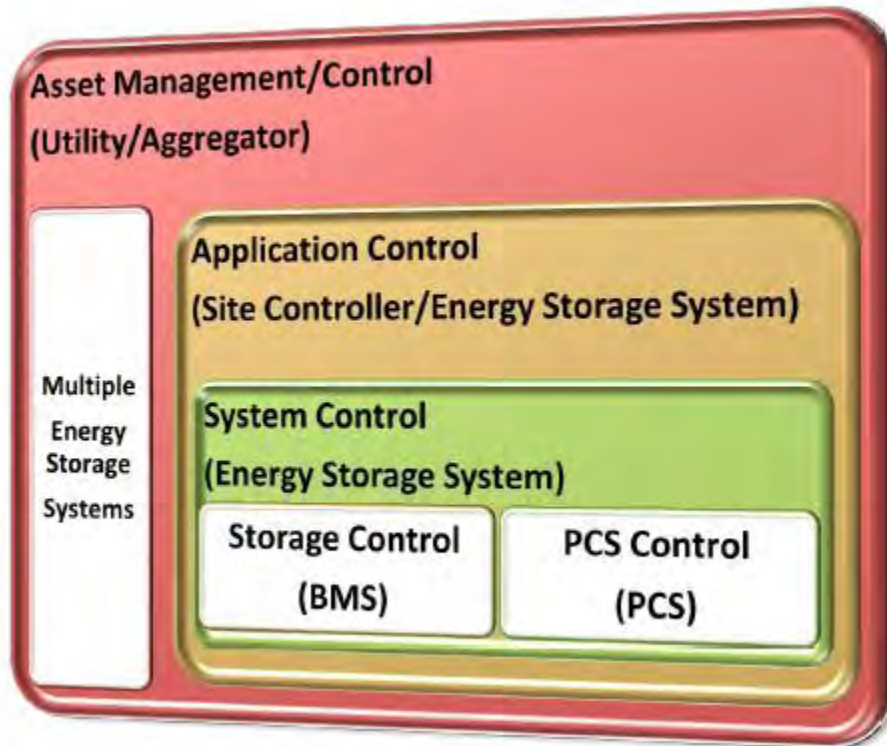 Asset Management/Control
(Utility/Aggregator)
Multiple
Energy
Storage
Systems
Application Control
(Site Controller/Energy Storage System)
System Control
(Energy Storage System)
Storage Control
(BMS)
PCS Control
(PCS)